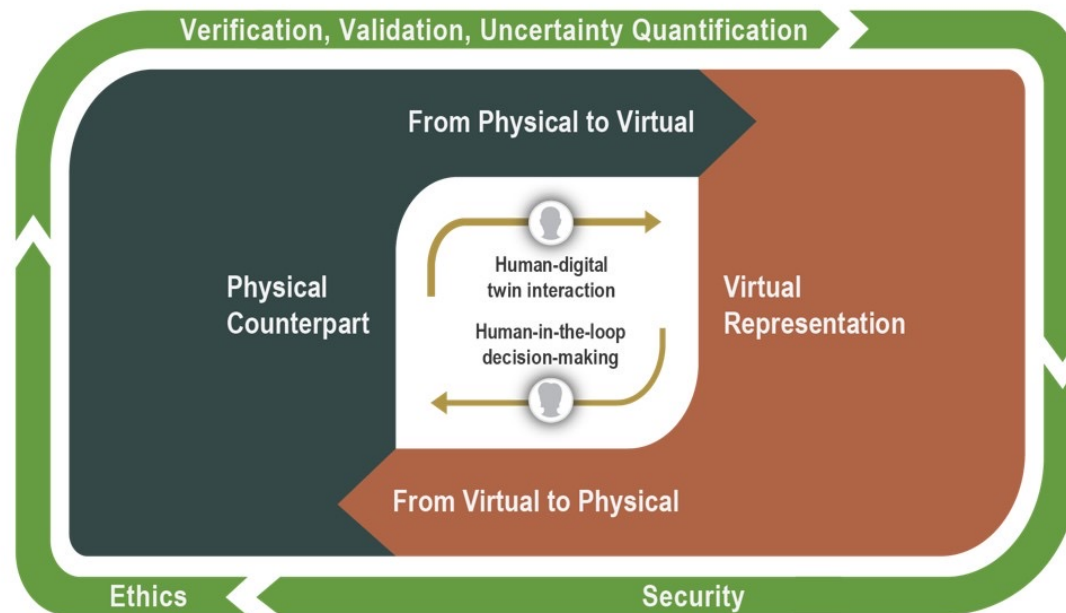 Verification, Validation, Uncertainty Quantification
From Physical to Virtual
Human-digital
twin interaction
Physical
Counterpart
Virtual
Representation
Human-in-the-loop
decision-making
From Virtual to Physical
Ethics
Security